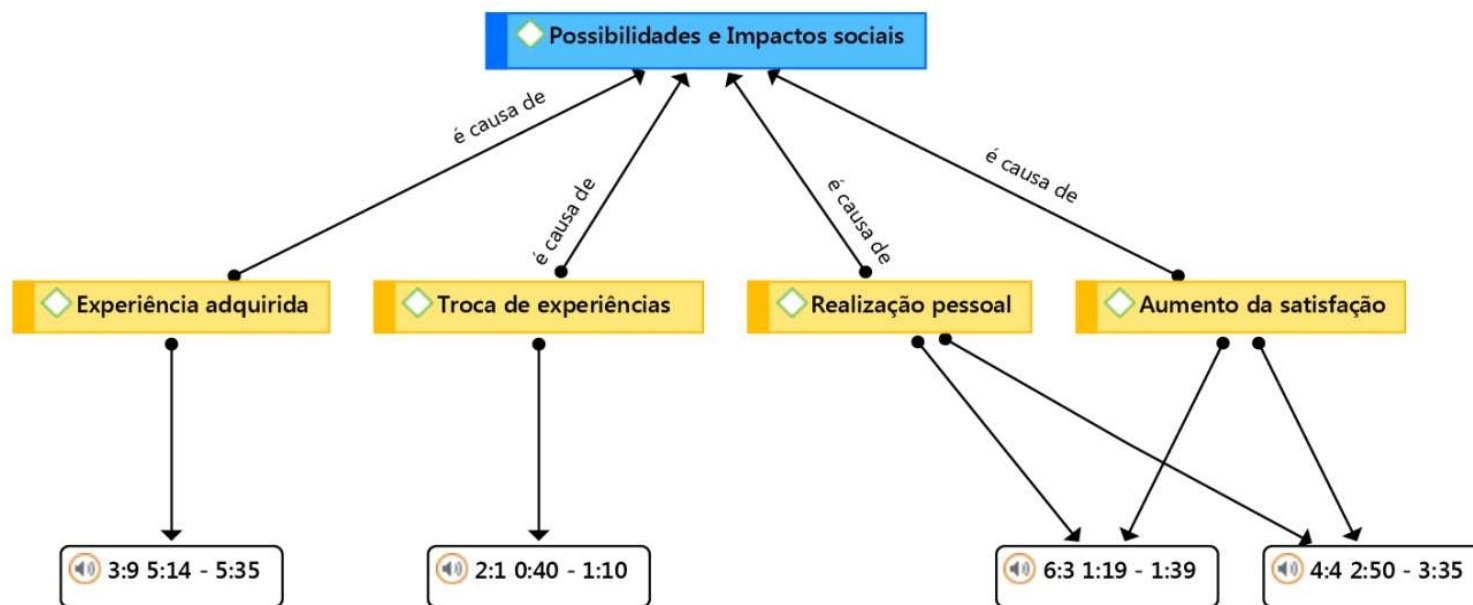 Possibilidades e Impactos sociais
é causa de
é causa de
é causa de
é causa de
Experiência adquirida
Troca de experiências
Realização pessoal
Aumento da satisfação
3:9 5:14 - 5:35
2:1 0:40 - 1:10
6:3 1:19 - 1:39
4:4 2:50 - 3:35